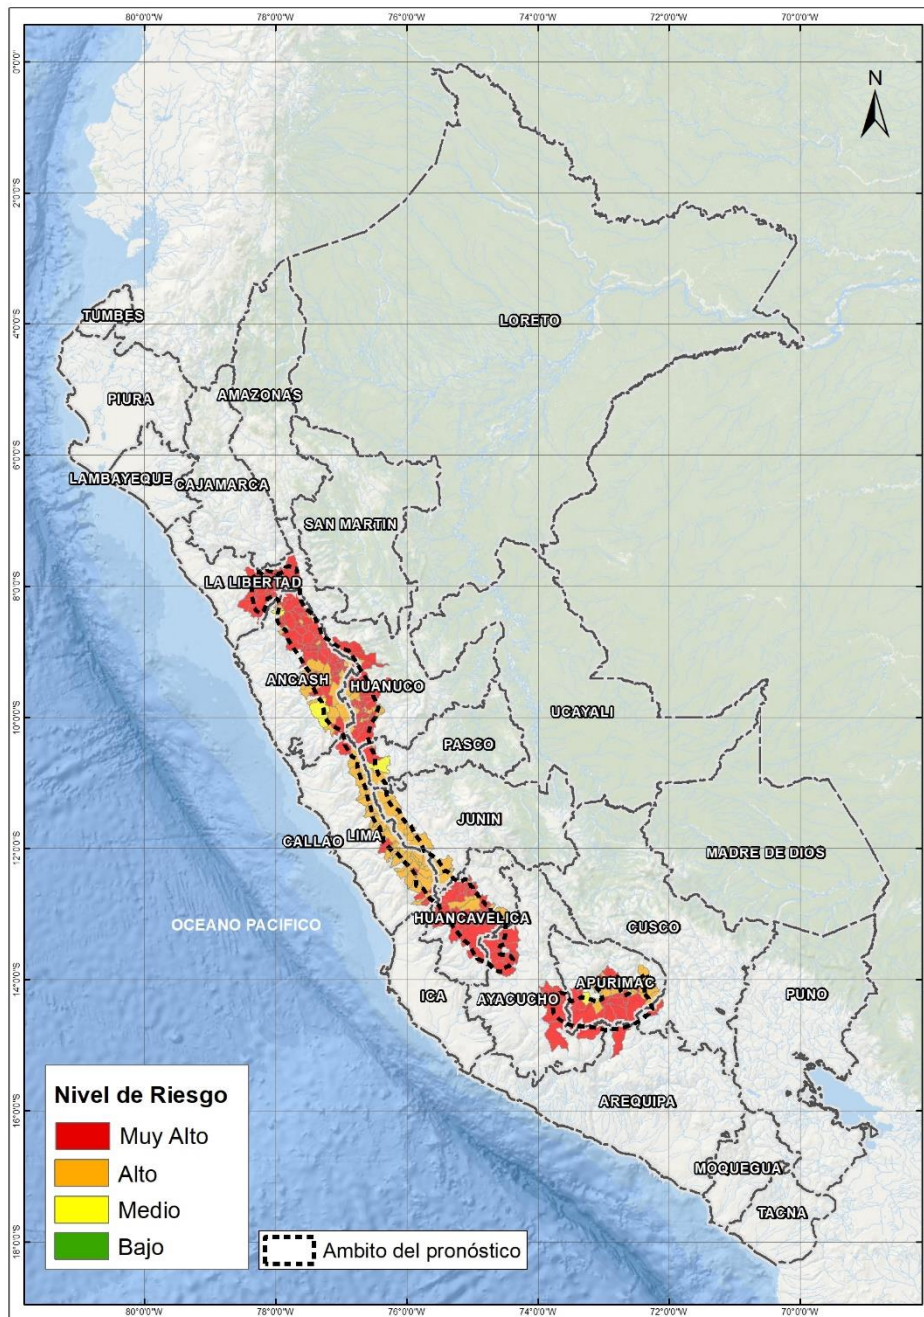 80°0'0"W 78°0'0"W 76°0'0"W 74°0'0"W 72°0'0"W 70°0'0"W
0°0'0"
N
2°0'0"S
LORETO
TUMBES
4°0'0"S
AMAZONAS
PIURA
6°0'0"S
LAMBAYEQUE
CAJAMARCA
SAN MARTIN
8°0'0"S
LA LIBERTAD
ANCASH
HUANUCO
10°0'0"S
UCAYALI
PASCO
JUNIN
CALLAO
LIMA
12°0'0"S
MADRE DE DIOS
HUANCAVELICA
OCEANO PACIFICO
CUSCO
14°0'0"S
APURIMAC
ICA
AYACUCHO
PUNO
AREQUIPA
16°0'0"S
MOQUEGUA
TACNA
18°0'0"S
Nivel de Riesgo
Muy Alto
Alto
Medio
Bajo
Ambito del pronóstico
80°0'0"W 78°0'0"W 76°0'0"W 74°0'0"W 72°0'0"W 70°0'0"W